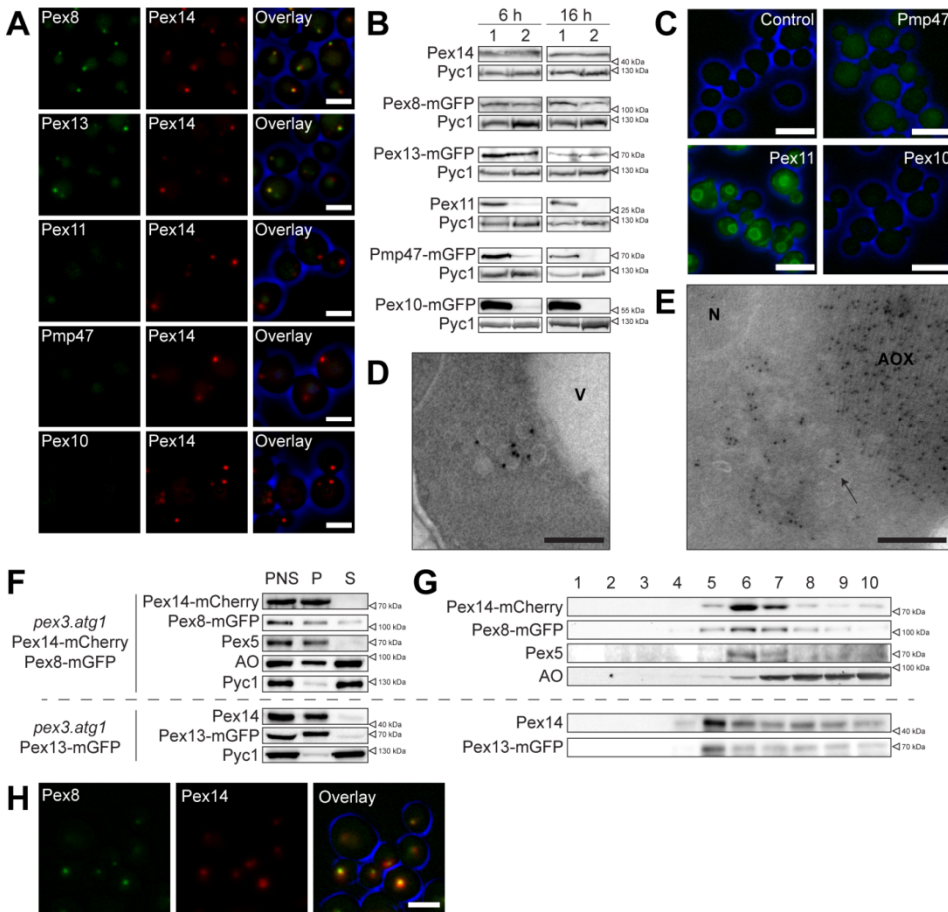 A
Pex8 Pex14 Overlay
Pex13 Pex14 Overlay
Pex11 Pex14 Overlay
Pmp47 Pex14 Overlay
Pex10 Pex14 Overlay
B
6 h 16 h
1 2 1 2
Pex14 40 kDa
Pyc1 130 kDa
Pex8-mGFP 100 kDa
Pyc1 130 kDa
Pex13-mGFP 70 kDa
Pyc1 130 kDa
Pex11 25 kDa
Pyc1 130 kDa
Pmp47-mGFP 70 kDa
Pyc1 130 kDa
Pex10-mGFP 55 kDa
Pyc1 130 kDa
C
Control Pmp47
Pex11 Pex10
D
V
E
N
AOX
F
PNS P S
pex3.atg1
Pex14-mCherry
Pex8-mGFP
Pex14-mCherry 70 kDa
Pex8-mGFP 100 kDa
Pex5 70 kDa
AO 100 kDa
Pyc1 130 kDa
pex3.atg1
Pex13-mGFP
Pex14 40 kDa
Pex13-mGFP 70 kDa
Pyc1 130 kDa
G
1 2 3 4 5 6 7 8 9 10
Pex14-mCherry 70 kDa
Pex8-mGFP 100 kDa
Pex5 70 kDa
AO 100 kDa
Pex14 40 kDa
Pex13-mGFP 70 kDa
H
Pex8 Pex14 Overlay